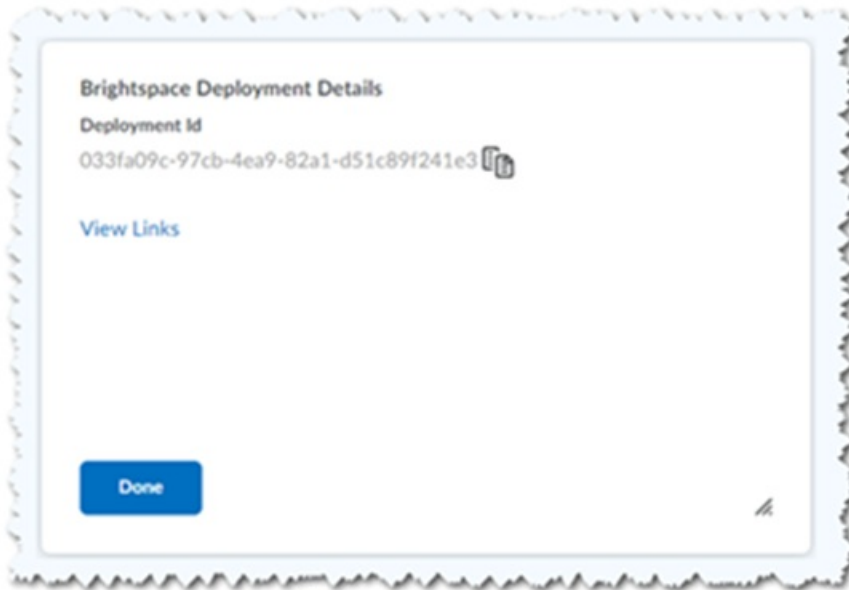 Brightspace Deployment Details
Deployment Id
033fa09c-97cb-4ea9-82a1-d51c89f241e3
View Links
Done